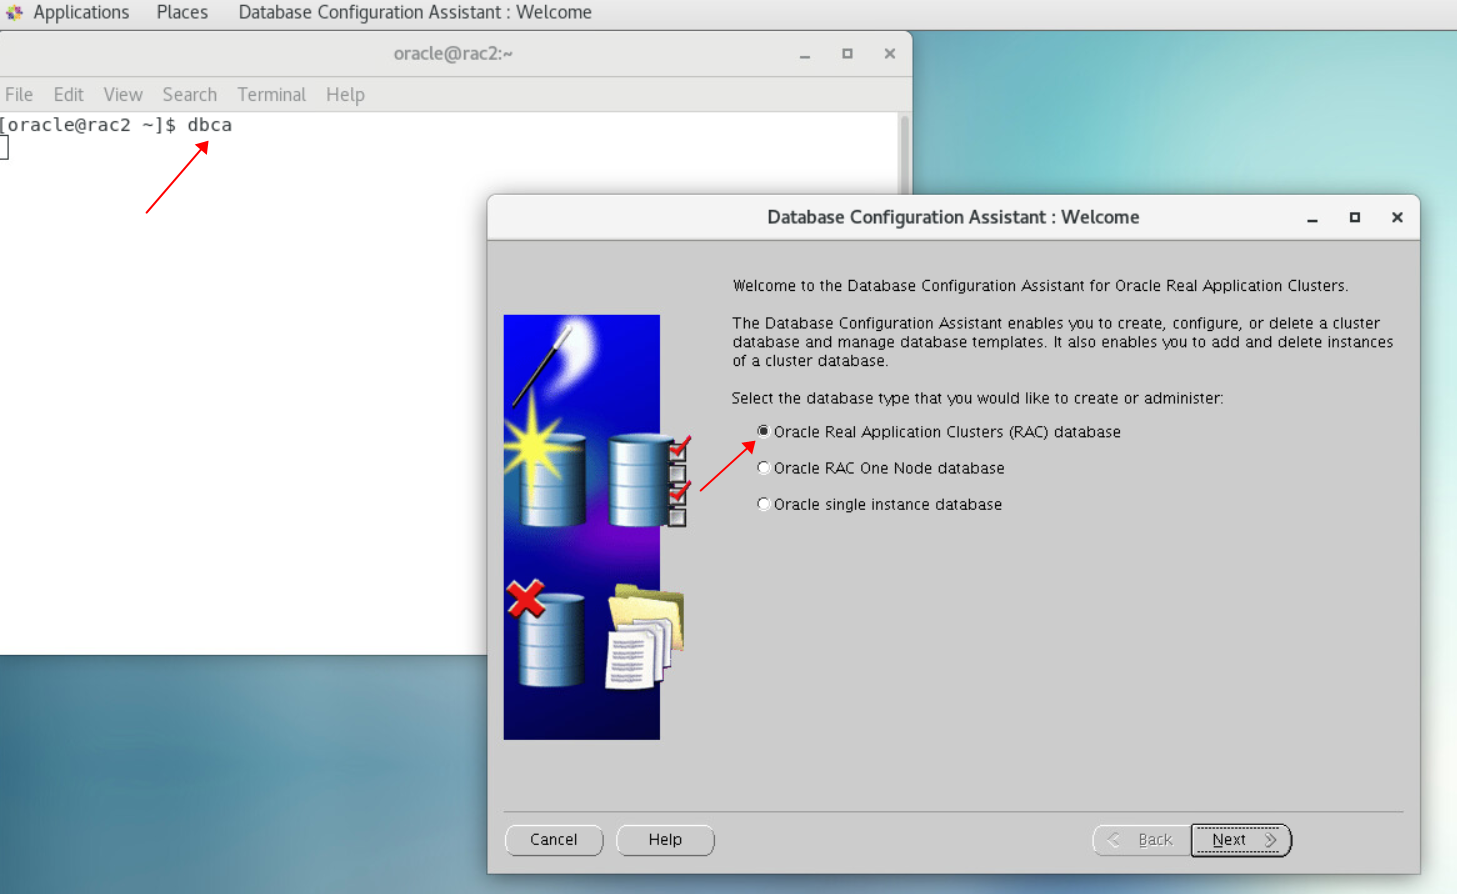 Applications Places Database Configuration Assistant : Welcome
oracle@rac2:~
File Edit View Search Terminal Help
[oracle@rac2 ~]$ dbca
Database Configuration Assistant : Welcome
Welcome to the Database Configuration Assistant for Oracle Real Application Clusters.
The Database Configuration Assistant enables you to create, configure, or delete a cluster
database and manage database templates. It also enables you to add and delete instances
of a cluster database.
Select the database type that you would like to create or administer:
Oracle Real Application Clusters (RAC) database
Oracle RAC One Node database
Oracle single instance database
Cancel Help Back Next